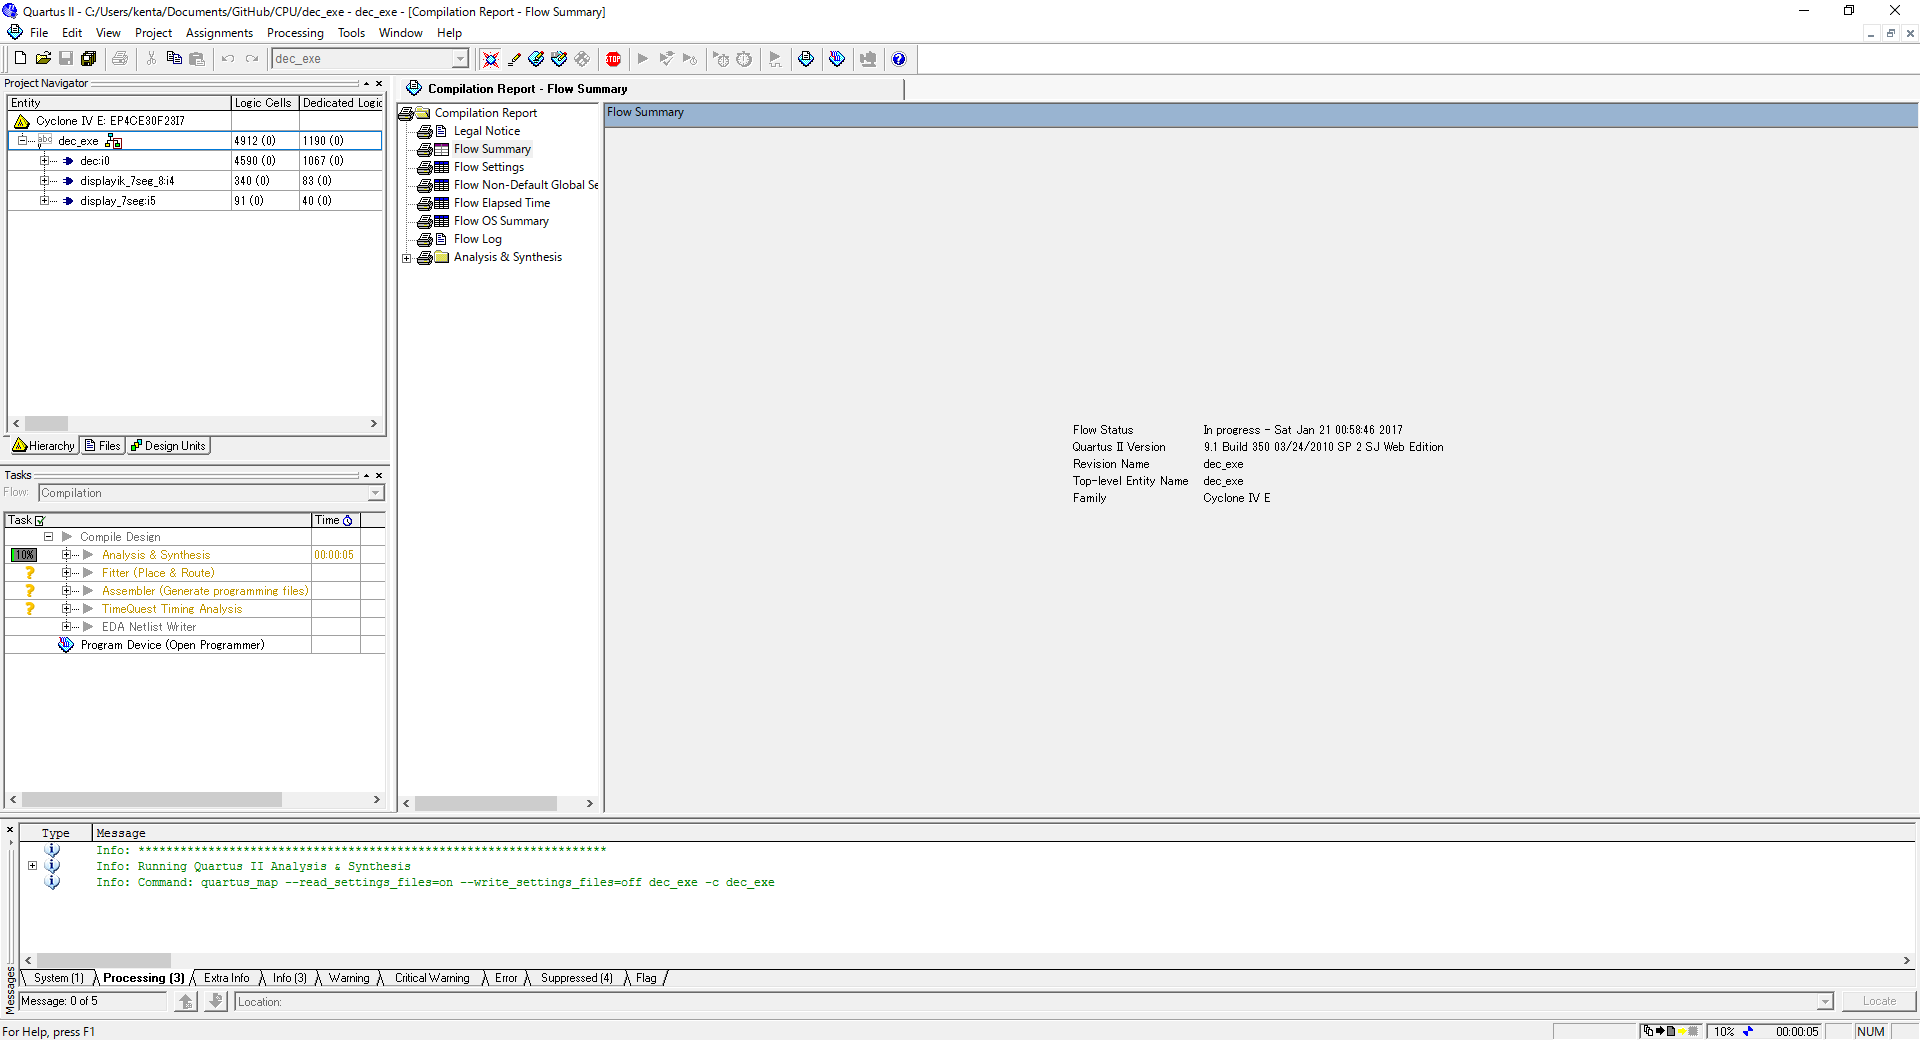 Quartus II - C:/Users/kenta/Documents/GitHub/CPU/dec_exe - dec_exe - [Compilation Report - Flow Summary]
File Edit View Project Assignments Processing Tools Window Help
dec_exe
STOP
Project Navigator
Entity Logic Cells Dedicated Logic
Cyclone IV E: EP4CE30F23I7
abc dec_exe 4912 (0) 1190 (0)
dec:i0 4590 (0) 1067 (0)
displayik_7seg_8:i4 340 (0) 83 (0)
display_7seg:i5 91 (0) 40 (0)
Hierarchy Files Design Units
Tasks
Flow: Compilation
Task Time
Compile Design
10% Analysis & Synthesis 00:00:05
Fitter (Place & Route)
Assembler (Generate programming files)
TimeQuest Timing Analysis
EDA Netlist Writer
Program Device (Open Programmer)
Compilation Report - Flow Summary
Compilation Report
Legal Notice
Flow Summary
Flow Settings
Flow Non-Default Global Se
Flow Elapsed Time
Flow OS Summary
Flow Log
Analysis & Synthesis
Flow Summary
Flow Status In progress - Sat Jan 21 00:58:46 2017
Quartus II Version 9.1 Build 350 03/24/2010 SP 2 SJ Web Edition
Revision Name dec_exe
Top-level Entity Name dec_exe
Family Cyclone IV E
Type Message
Info: *******************************************************************
Info: Running Quartus II Analysis & Synthesis
Info: Command: quartus_map --read_settings_files=on --write_settings_files=off dec_exe -c dec_exe
System (1) Processing (3) Extra Info Info (3) Warning Critical Warning Error Suppressed (4) Flag
Messages
Message: 0 of 5 Location: Locate
For Help, press F1 10% 00:00:05 NUM